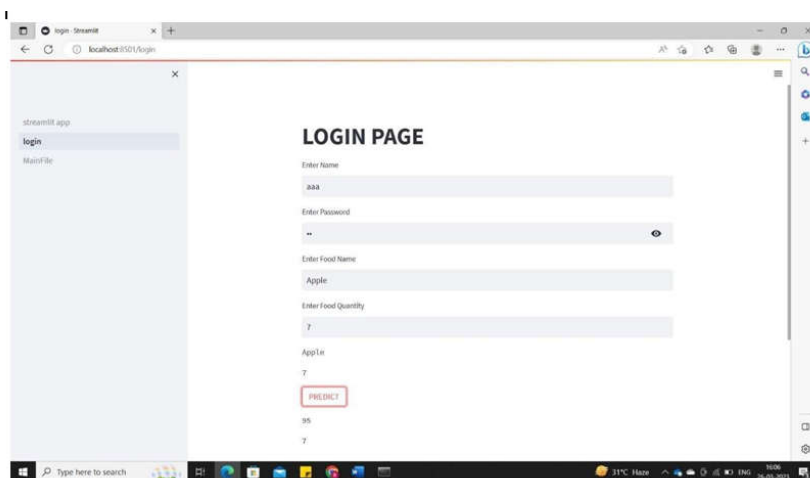 login · Streamlit
localhost:8501/login
streamlit app
login
MainFile
LOGIN PAGE
Enter Name
aaa
Enter Password
Enter Food Name
Apple
Enter Food Quantity
7
Apple
7
PREDICT
95
7
Type here to search
31°C Haze
ENG
16:06